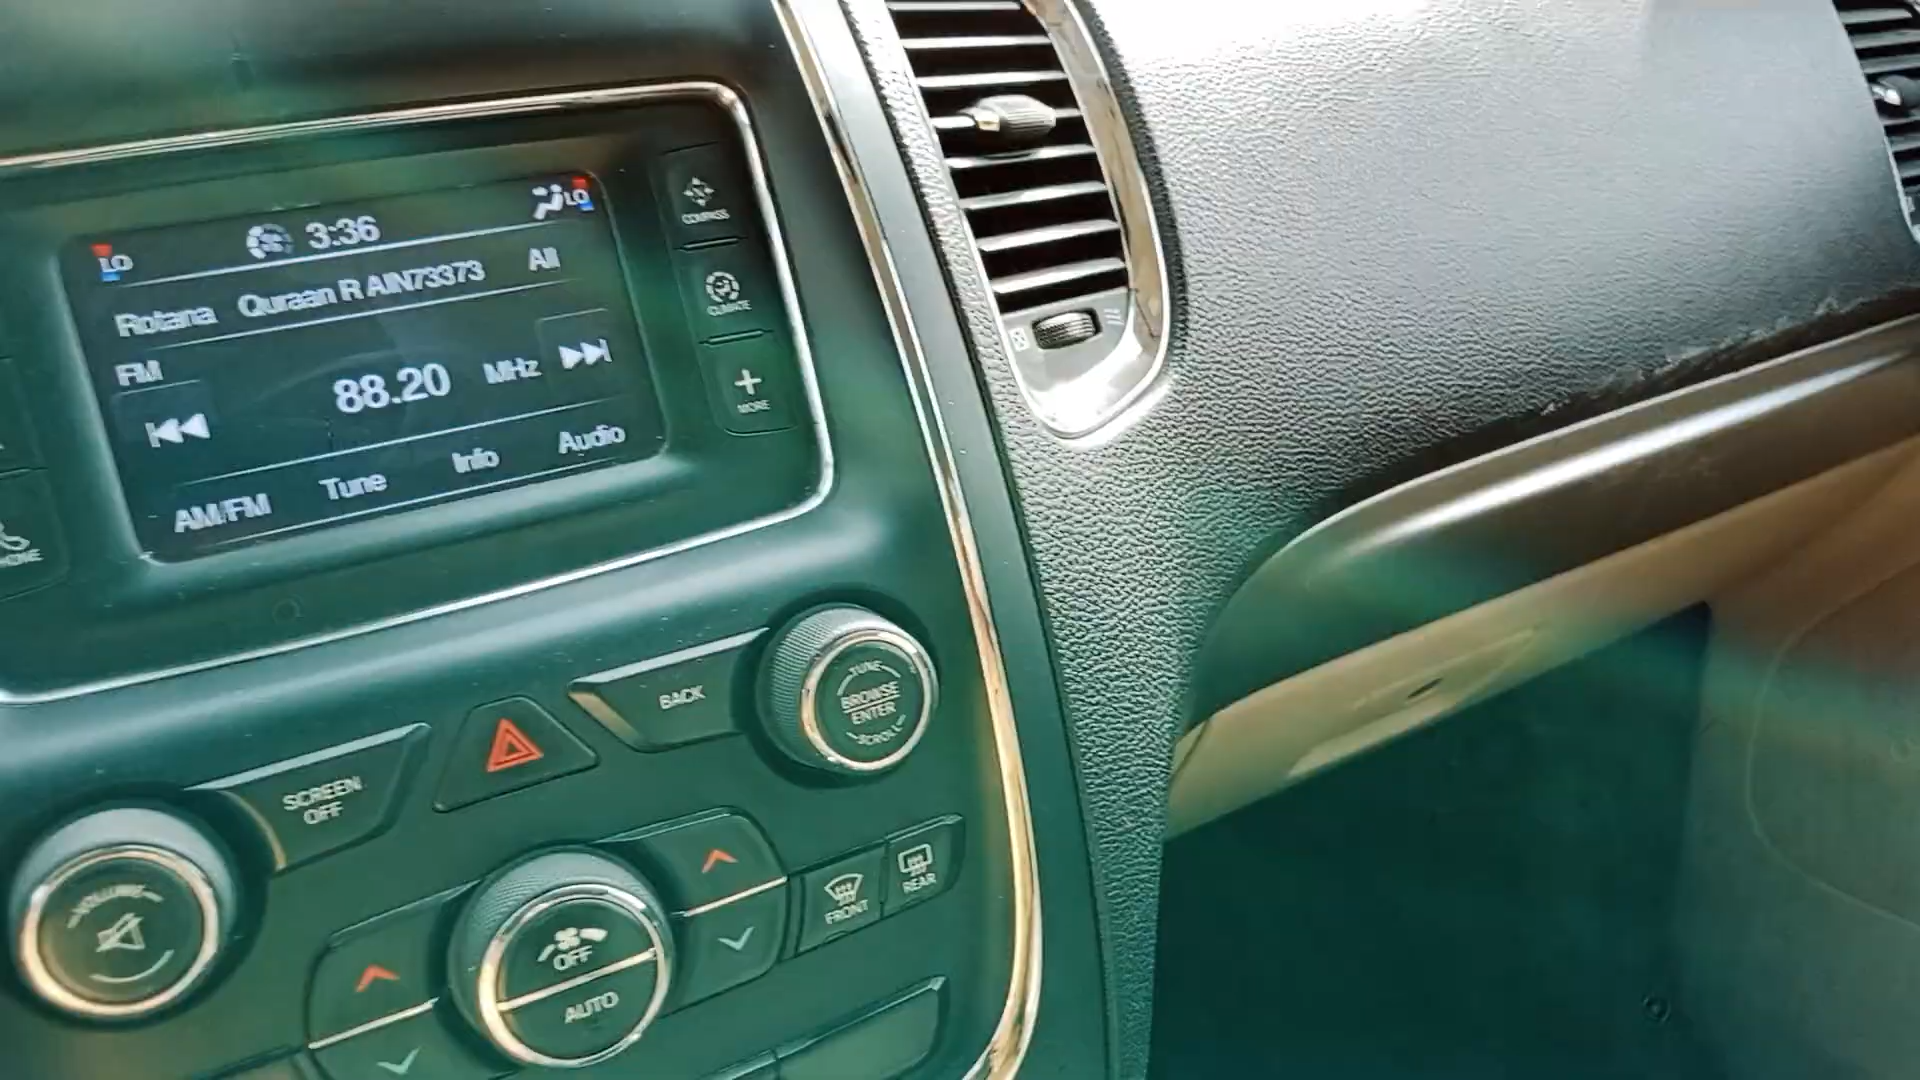 LO 3:36 LO
Rotana Quraan R AIN73373 All
FM
88.20 MHz
AM/FM Tune Info Audio
COMPASS
CLIMATE
+
MORE
BACK
TUNE
BROWSE
ENTER
SCROLL
SCREEN
OFF
VOLUME
OFF
AUTO
FRONT
REAR